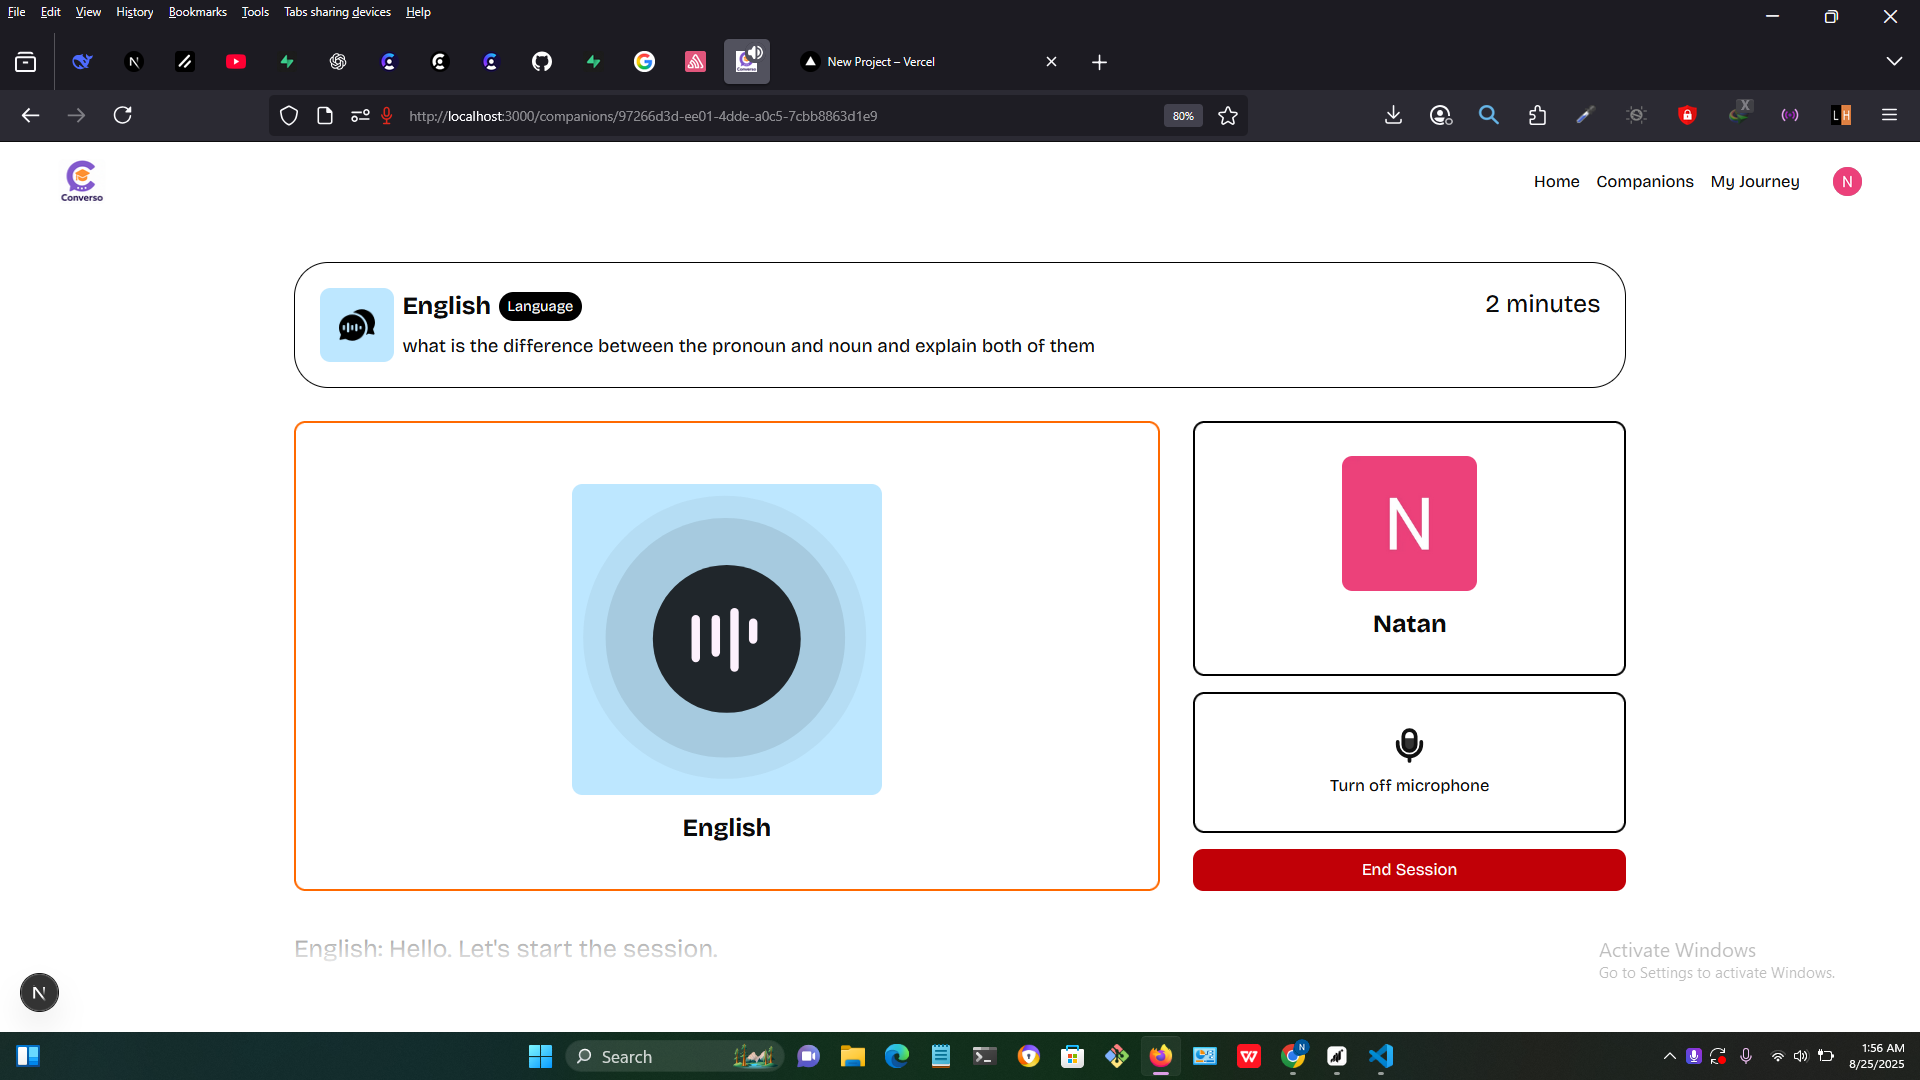 File Edit View History Bookmarks Tools Tabs sharing devices Help
New Project – Vercel
http://localhost:3000/companions/97266d3d-ee01-4dde-a0c5-7cbb8863d1e9
80%
X
L H
Converso
Home Companions My Journey N
English Language
2 minutes
what is the difference between the pronoun and noun and explain both of them
N
Natan
Turn off microphone
English
End Session
English: Hello. Let's start the session.
Activate Windows
Go to Settings to activate Windows.
N
Search
N
1:56 AM
8/25/2025